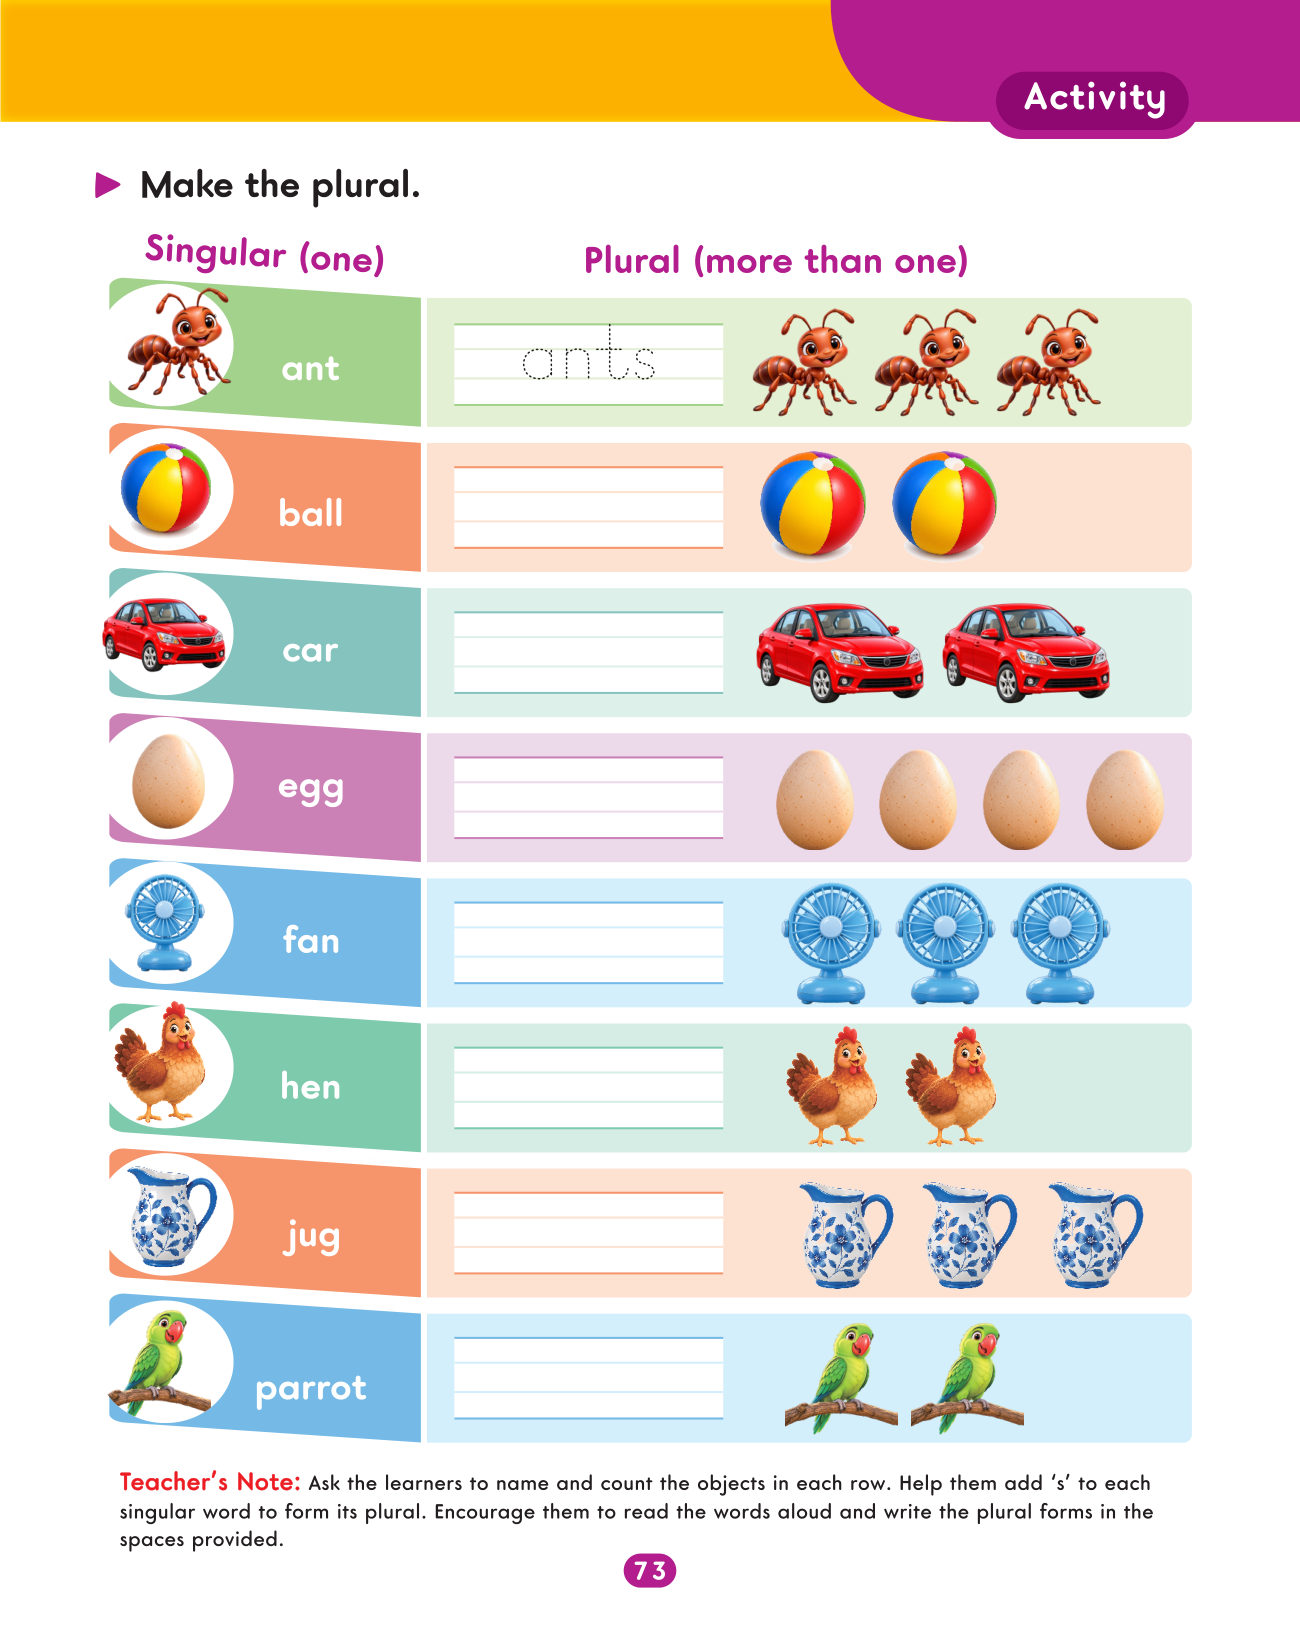 Activity
Make the plural.
Singular (one)
Plural (more than one)
ant
ants
ball
car
egg
fan
hen
jug
parrot
Teacher's Note: Ask the learners to name and count the objects in each row. Help them add ‘s’ to each
singular word to form its plural. Encourage them to read the words aloud and write the plural forms in the
spaces provided.
73